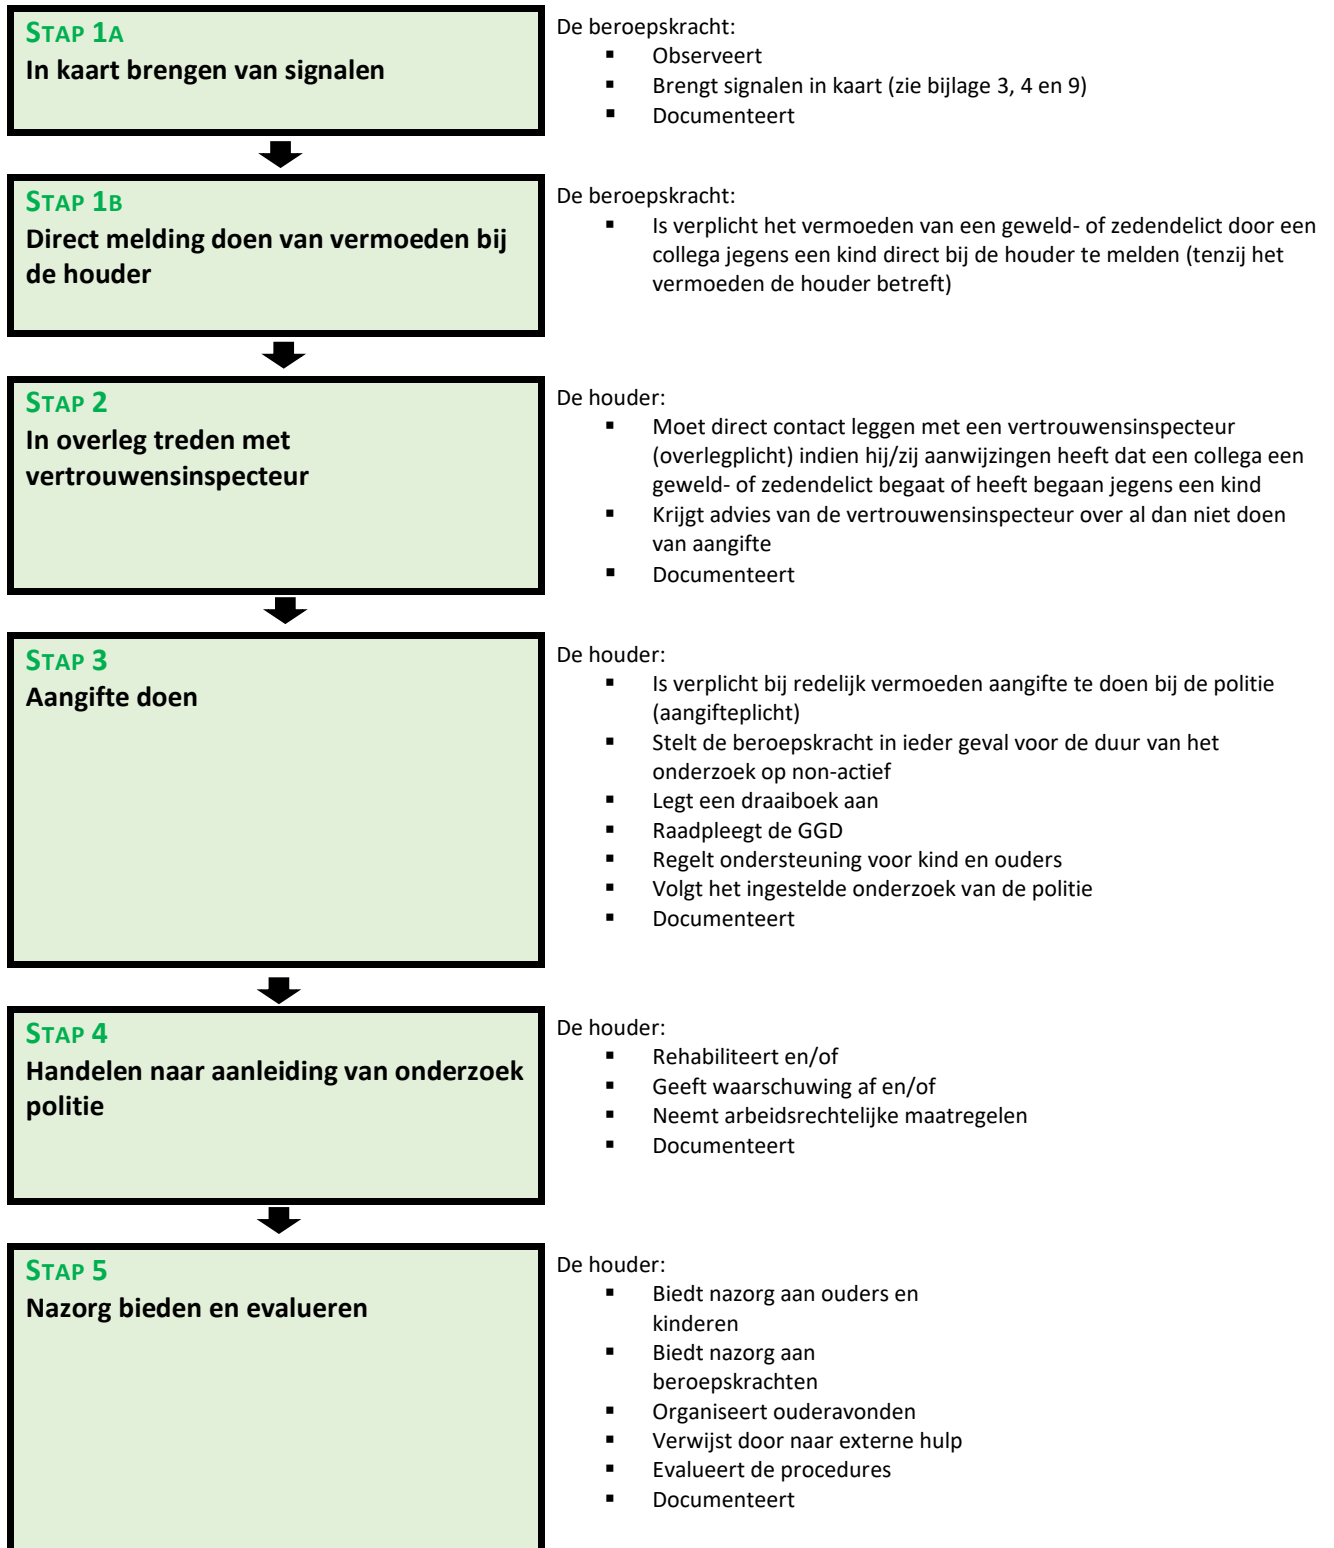 STAP 1A
In kaart brengen van signalen
De beroepskracht:
▪ Observeert
▪ Brengt signalen in kaart (zie bijlage 3, 4 en 9)
▪ Documenteert
STAP 1B
Direct melding doen van vermoeden bij
de houder
De beroepskracht:
▪ Is verplicht het vermoeden van een geweld- of zedendelict door een
collega jegens een kind direct bij de houder te melden (tenzij het
vermoeden de houder betreft)
STAP 2
In overleg treden met
vertrouwensinspecteur
De houder:
▪ Moet direct contact leggen met een vertrouwensinspecteur
(overlegplicht) indien hij/zij aanwijzingen heeft dat een collega een
geweld- of zedendelict begaat of heeft begaan jegens een kind
▪ Krijgt advies van de vertrouwensinspecteur over al dan niet doen
van aangifte
▪ Documenteert
STAP 3
Aangifte doen
De houder:
▪ Is verplicht bij redelijk vermoeden aangifte te doen bij de politie
(aangifteplicht)
▪ Stelt de beroepskracht in ieder geval voor de duur van het
onderzoek op non-actief
▪ Legt een draaiboek aan
▪ Raadpleegt de GGD
▪ Regelt ondersteuning voor kind en ouders
▪ Volgt het ingestelde onderzoek van de politie
▪ Documenteert
STAP 4
Handelen naar aanleiding van onderzoek
politie
De houder:
▪ Rehabiliteert en/of
▪ Geeft waarschuwing af en/of
▪ Neemt arbeidsrechtelijke maatregelen
▪ Documenteert
STAP 5
Nazorg bieden en evalueren
De houder:
▪ Biedt nazorg aan ouders en
kinderen
▪ Biedt nazorg aan
beroepskrachten
▪ Organiseert ouderavonden
▪ Verwijst door naar externe hulp
▪ Evalueert de procedures
▪ Documenteert